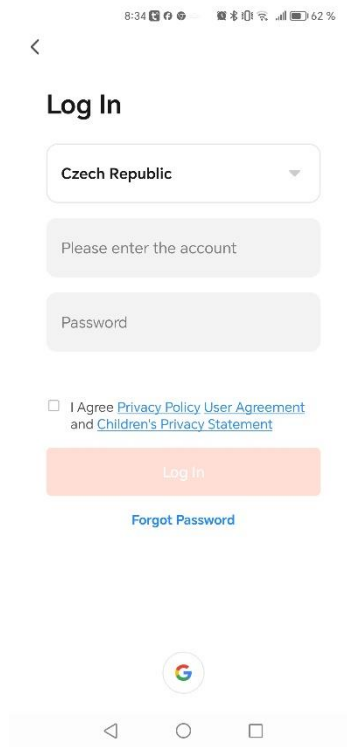 8:34 62 %
Log In
Czech Republic
Please enter the account
Password
I Agree Privacy Policy User Agreement
and Children's Privacy Statement
Log In
Forgot Password